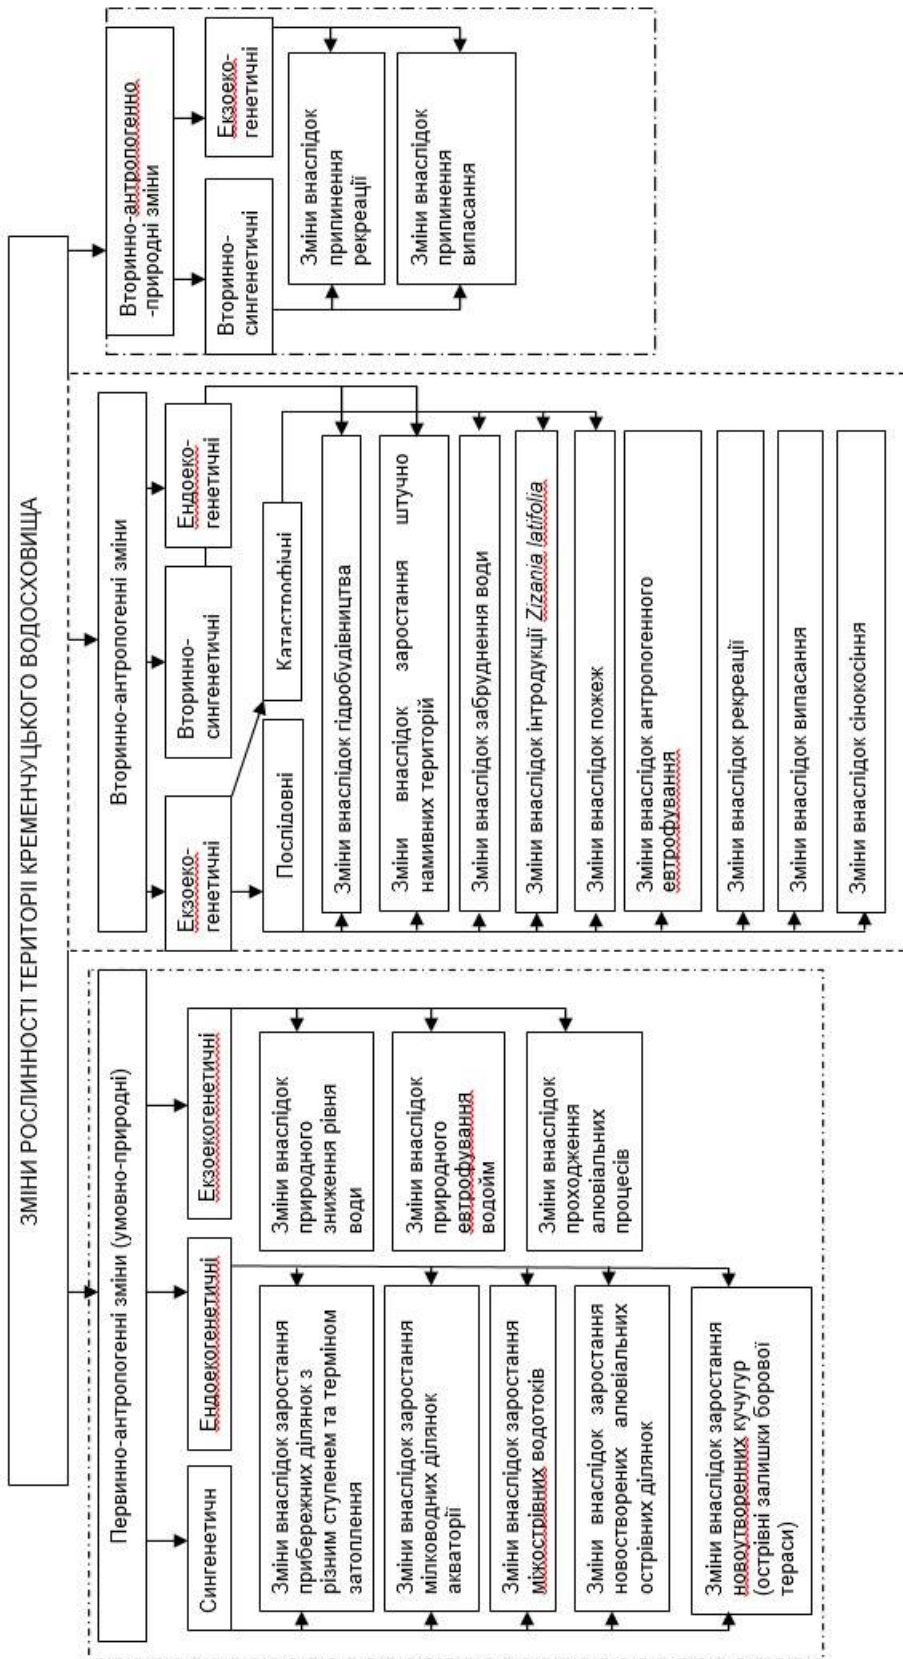 ЗМІНИ РОСЛИННОСТІ ТЕРИТОРІЇ КРЕМЕНЧУЦЬКОГО ВОДОСХОВИЩА
Первинно-антропогенні зміни (умовно-природні)
Сингенетичн
Ендоекогенетичні
Екзоекогенетичні
Зміни внаслідок заростання
прибережних ділянок з
різним ступенем та терміном
затоплення
Зміни внаслідок заростання
мілководних ділянок
акваторії
Зміни внаслідок заростання
міжострівних водотоків
Зміни внаслідок заростання
новостворених алювіальних
острівних ділянок
Зміни внаслідок заростання
новоутворенних кучугур
(острівні залишки борової
тераси)
Зміни внаслідок
природного
зниження рівня
води
Зміни внаслідок
природного
евтрофування
водойм
Зміни внаслідок
проходження
алювіальних
процесів
Вторинно-антропогенні зміни
Екзоеко-
генетичні
Вторинно-
сингенетичні
Ендоеко-
генетичні
Послідовні
Катастрофічні
Зміни внаслідок гідробудівництва
Зміни внаслідок заростання штучно
намивних територій
Зміни внаслідок забруднення води
Зміни внаслідок інтродукції Zizania latifolia
Зміни внаслідок пожеж
Зміни внаслідок антропогенного
евтрофування
Зміни внаслідок рекреації
Зміни внаслідок випасання
Зміни внаслідок сінокосіння
Вторинно-антропогенно
-природні зміни
Вторинно-
сингенетичні
Екзоеко-
генетичні
Зміни внаслідок
припинення
рекреації
Зміни внаслідок
припинення
випасання